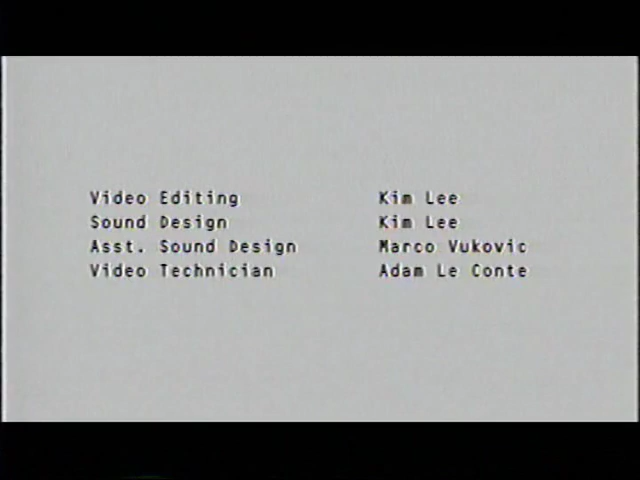 Video Editing Kim Lee
Sound Design Kim Lee
Asst. Sound Design Marco Vukovic
Video Technician Adam Le Conte